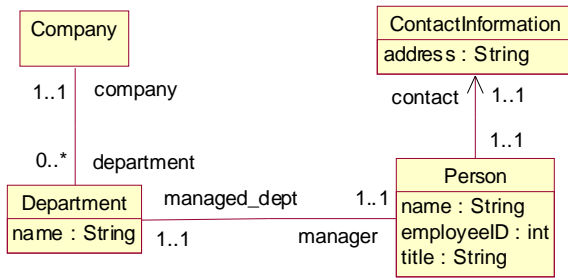 Company
ContactInformation
address : String
1..1
company
contact
1..1
1..1
0..*
department
Department
name : String
managed_dept
1..1
1..1
manager
Person
name : String
employeeID : int
title : String